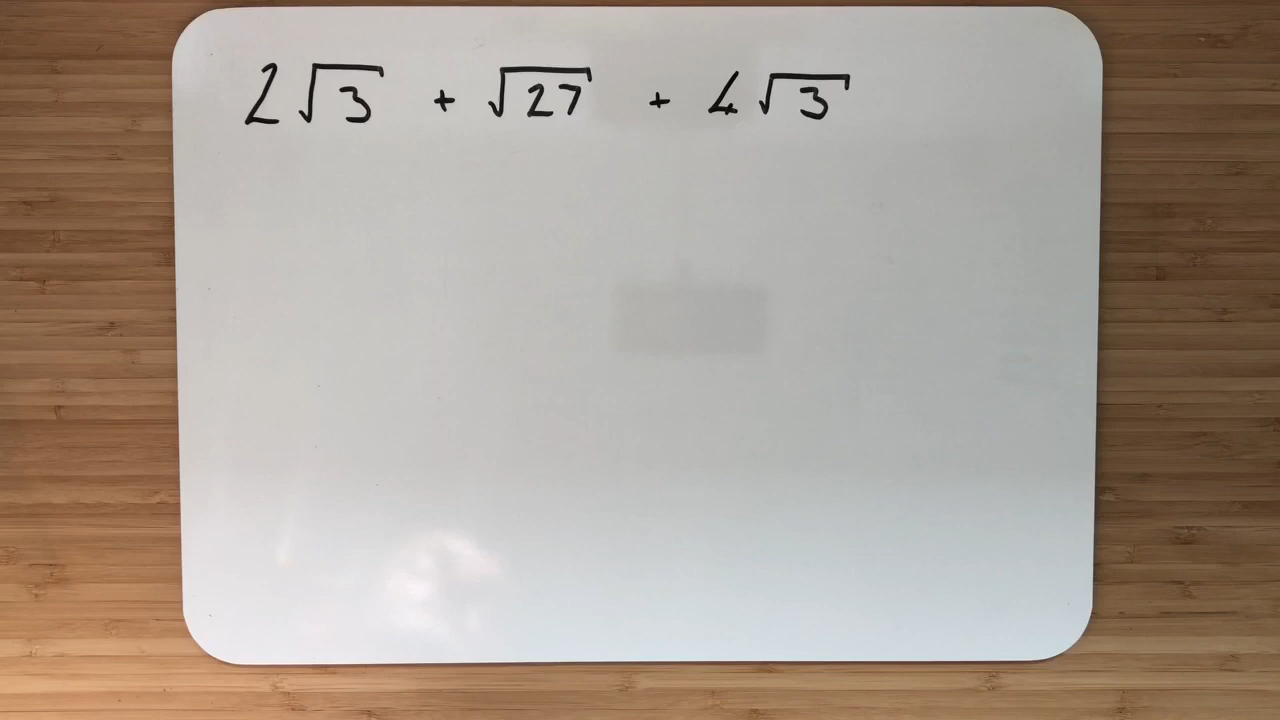 2√3 + √27 + 4√3